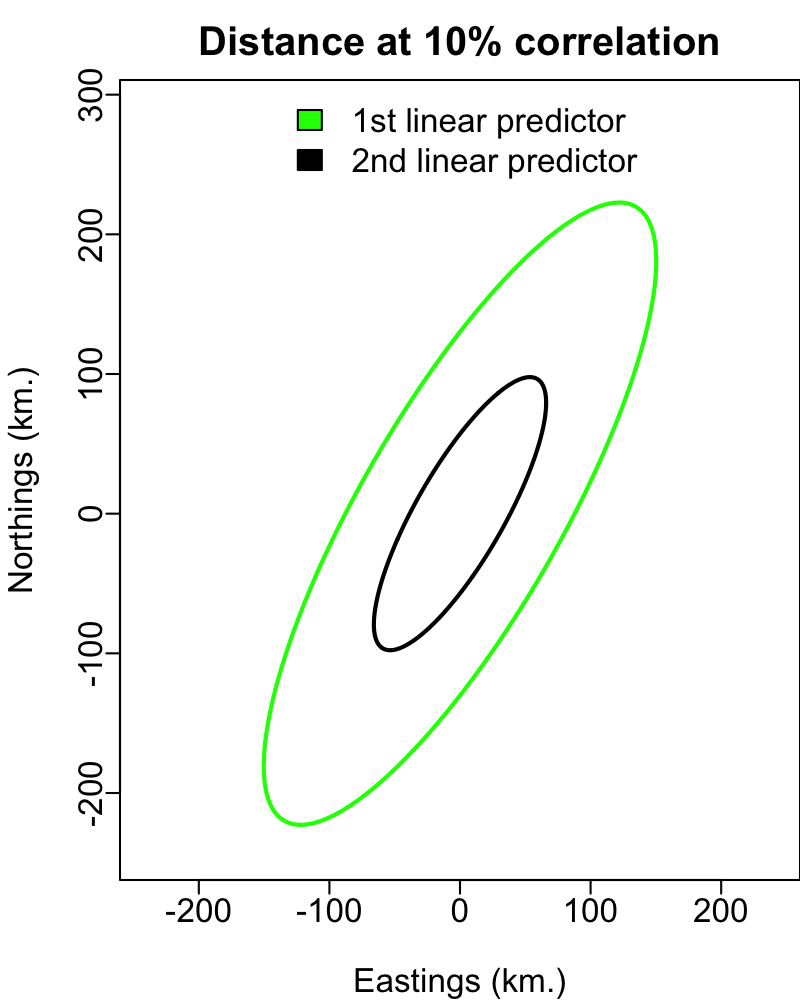 Distance at 10% correlation
1st linear predictor
2nd linear predictor
300
200
100
0
-100
-200
Northings (km.)
-200 -100 0 100 200
Eastings (km.)